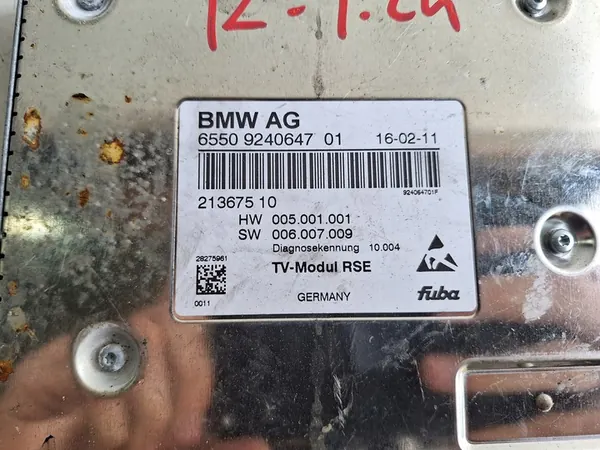 BMW AG
6550 9240647 01 16-02-11
924064701F
213675 10
HW 005.001.001
SW 006.007.009
Diagnosekennung 10.004
28275961
TV-Modul RSE
0011
GERMANY
fuba